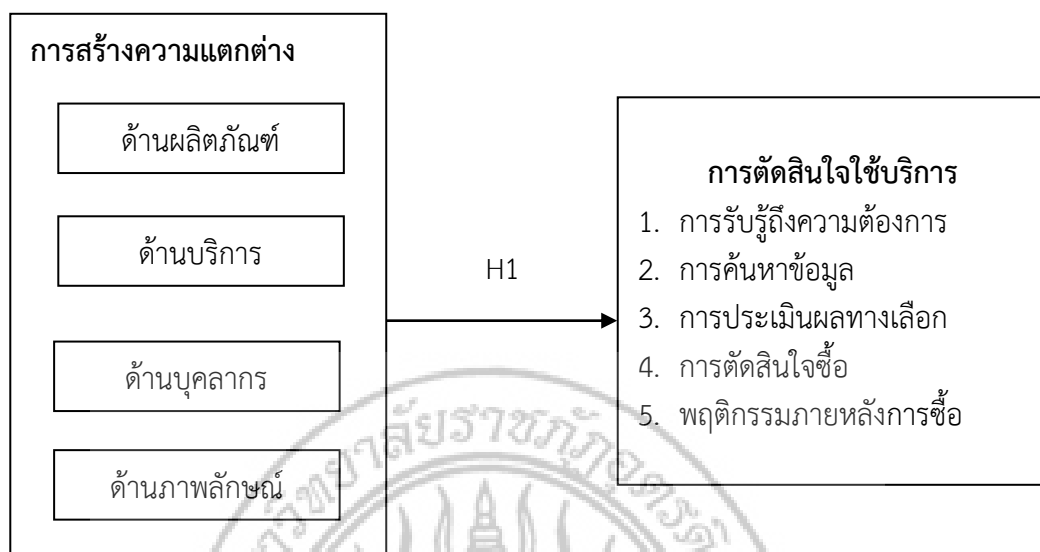 การสร้างความแตกต่าง
ด้านผลิตภัณฑ์
ด้านบริการ
ด้านบุคลากร
ด้านภาพลักษณ์
H1
การตัดสินใจใช้บริการ
1. การรับรู้ถึงความต้องการ
2. การค้นหาข้อมูล
3. การประเมินผลทางเลือก
4. การตัดสินใจซื้อ
5. พฤติกรรมภายหลังการซื้อ